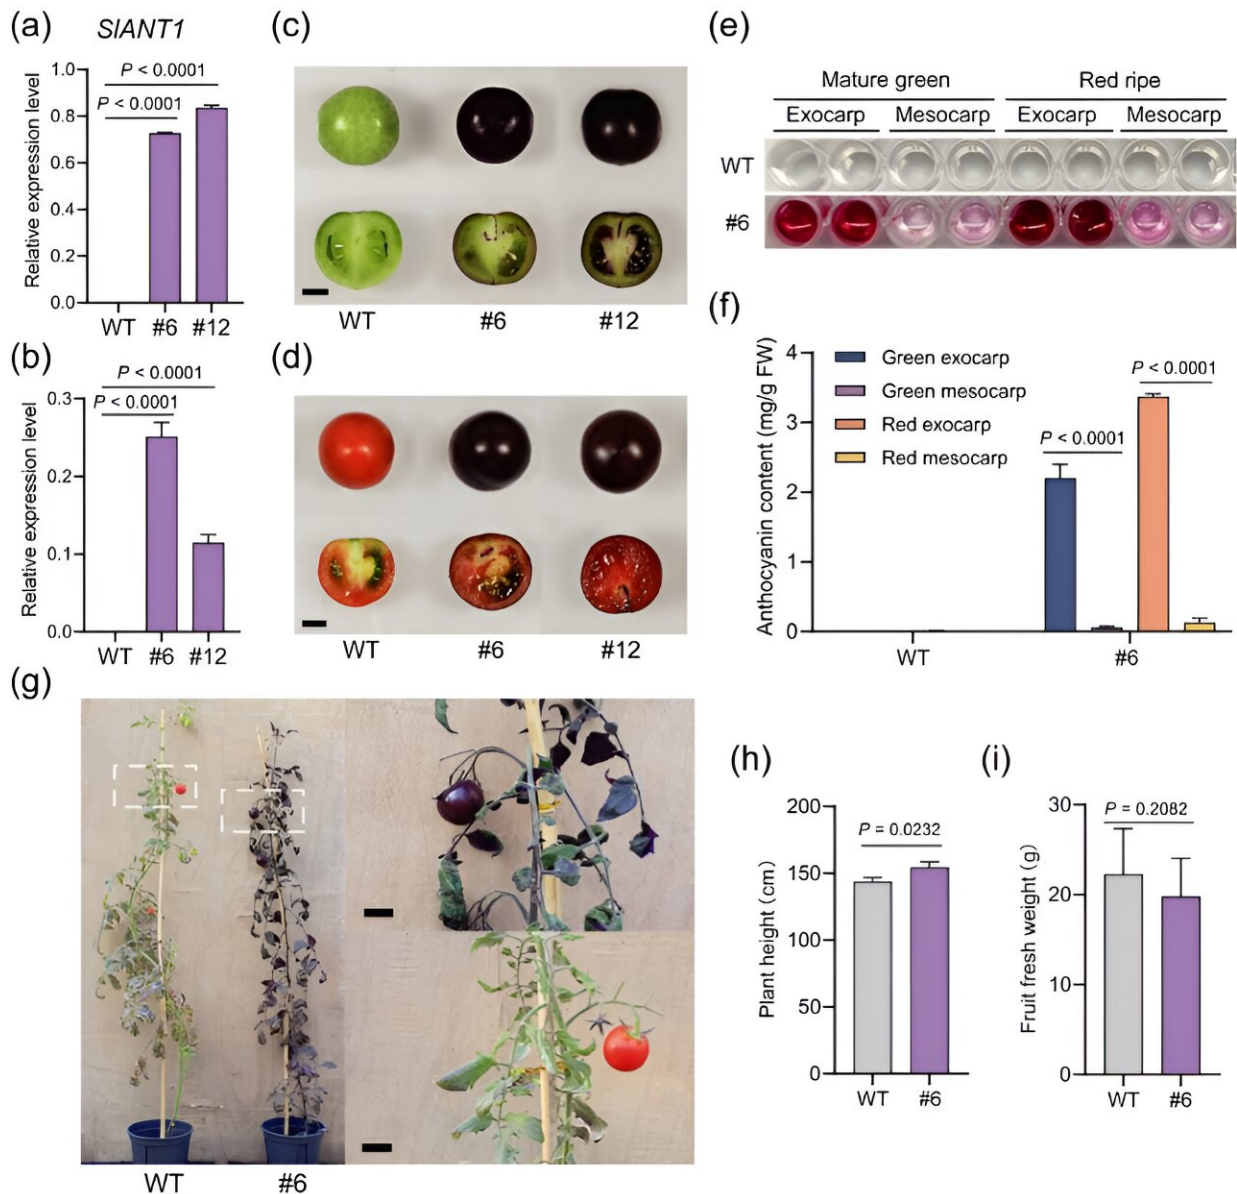 (a)
SlANT1
Relative expression level
1.0
0.8
0.6
0.4
0.2
0.0
P < 0.0001
P < 0.0001
WT #6 #12
(b)
Relative expression level
0.3
0.2
0.1
0.0
P < 0.0001
P < 0.0001
WT #6 #12
(c)
WT #6 #12
(d)
WT #6 #12
(e)
Mature green Red ripe
Exocarp Mesocarp Exocarp Mesocarp
WT
#6
(f)
Anthocyanin content (mg/g FW)
4
3
2
1
0
Green exocarp
Green mesocarp
Red exocarp
Red mesocarp
P < 0.0001
P < 0.0001
WT #6
(g)
WT #6
(h)
Plant height (cm)
200
150
100
50
0
P = 0.0232
WT #6
(i)
Fruit fresh weight (g)
30
20
10
0
P = 0.2082
WT #6